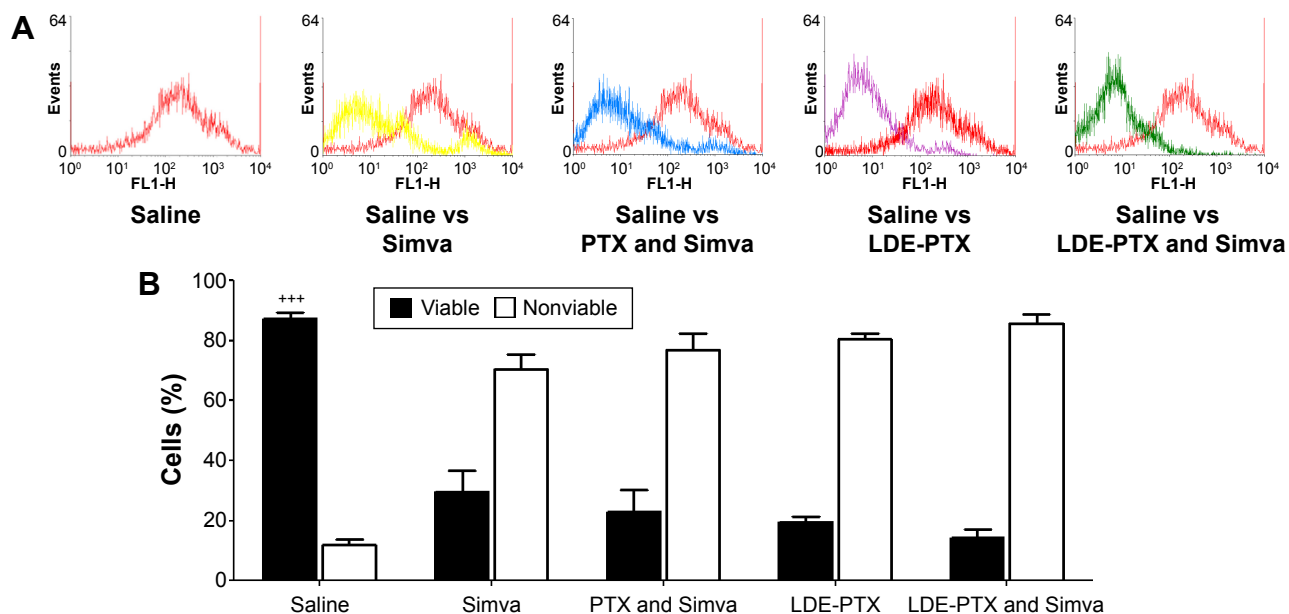 A
64
Events
0
10⁰ 10¹ 10² 10³ 10⁴
FL1-H
Saline
64
Events
0
10⁰ 10¹ 10² 10³ 10⁴
FL1-H
Saline vs
Simva
64
Events
0
10⁰ 10¹ 10² 10³ 10⁴
FL1-H
Saline vs
PTX and Simva
64
Events
0
10⁰ 10¹ 10² 10³ 10⁴
FL1-H
Saline vs
LDE-PTX
64
Events
0
10⁰ 10¹ 10² 10³ 10⁴
FL1-H
Saline vs
LDE-PTX and Simva
B
Cells (%)
100
80
60
40
20
0
+++
Viable Nonviable
Saline Simva PTX and Simva LDE-PTX LDE-PTX and Simva